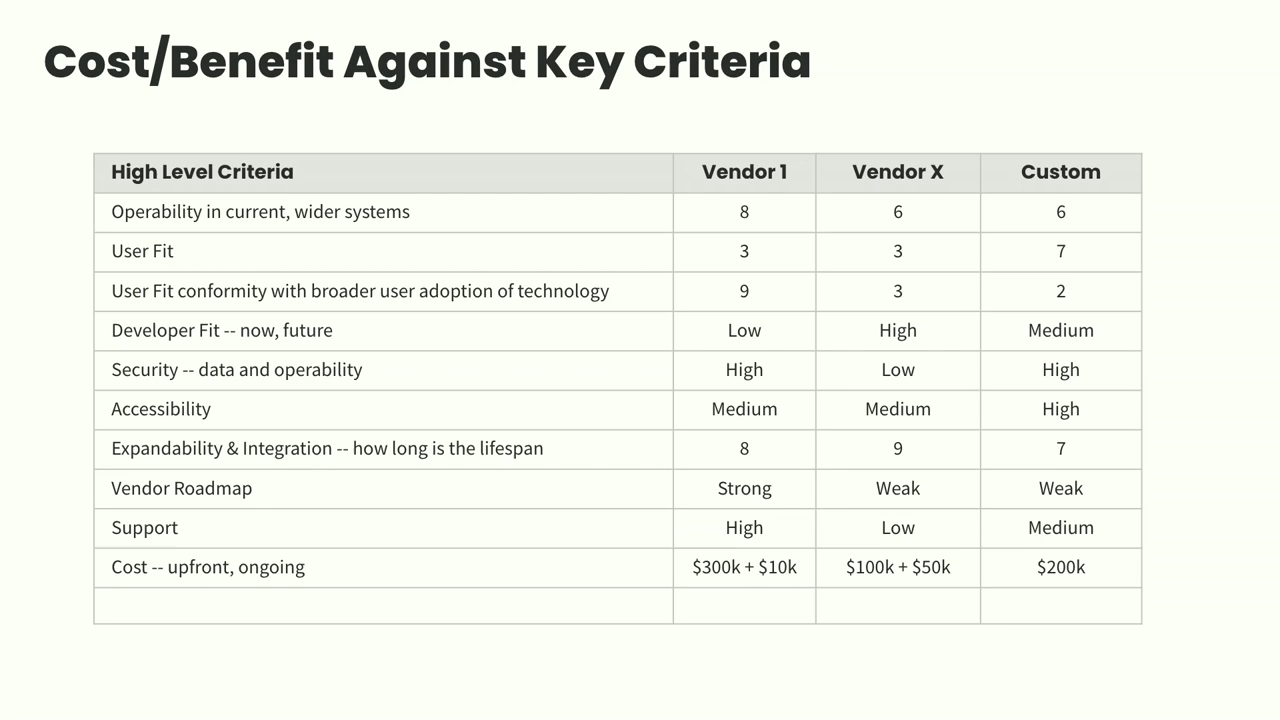 Cost/Benefit Against Key Criteria
High Level Criteria Vendor 1 Vendor X Custom
Operability in current, wider systems 8 6 6
User Fit 3 3 7
User Fit conformity with broader user adoption of technology 9 3 2
Developer Fit -- now, future Low High Medium
Security -- data and operability High Low High
Accessibility Medium Medium High
Expandability & Integration -- how long is the lifespan 8 9 7
Vendor Roadmap Strong Weak Weak
Support High Low Medium
Cost -- upfront, ongoing $300k + $10k $100k + $50k $200k